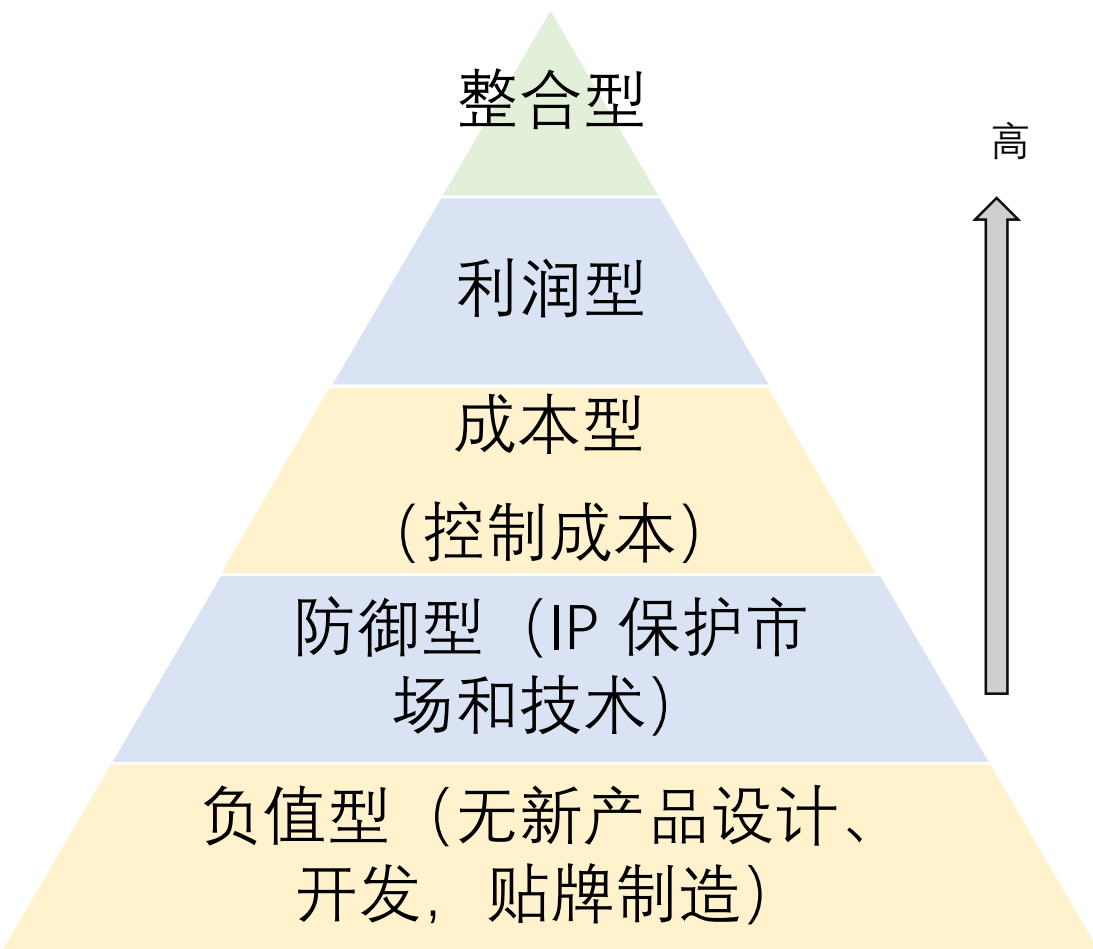 整合型
高
利润型
成本型
（控制成本）
防御型（IP 保护市
场和技术）
负值型（无新产品设计、
开发，贴牌制造）